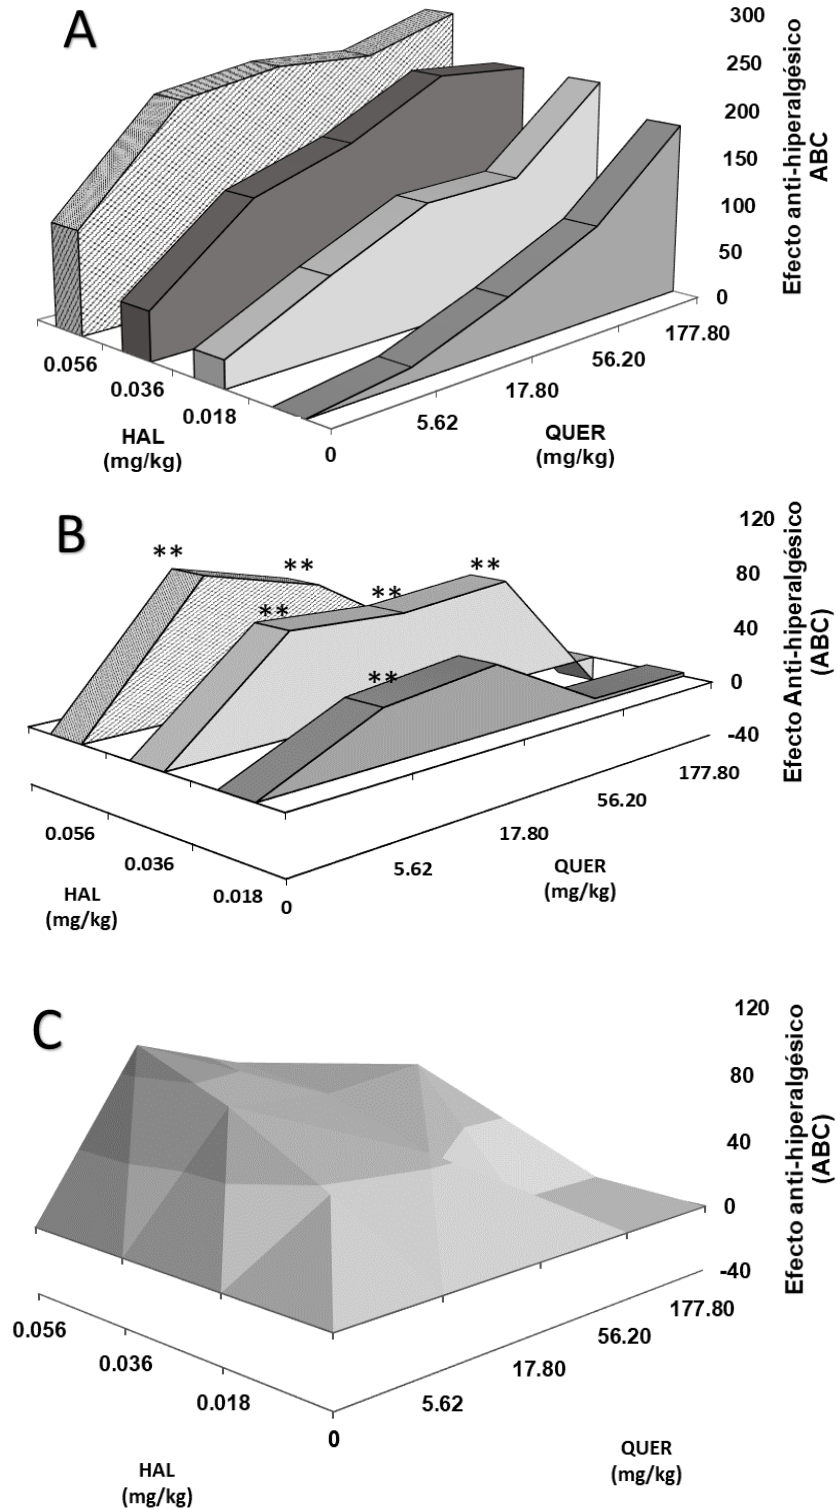 A
300
250
200
150
100
50
0
Efecto anti-hiperalgésico
ABC
177.80
56.20
17.80
5.62
0
0.056
0.036
0.018
HAL
(mg/kg)
QUER
(mg/kg)
B
**
**
**
**
**
**
120
80
40
0
-40
Efecto Anti-hiperalgésico
(ABC)
177.80
56.20
17.80
5.62
0
0.056
0.036
0.018
HAL
(mg/kg)
QUER
(mg/kg)
C
120
80
40
0
-40
Efecto anti-hiperalgésico
(ABC)
177.80
56.20
17.80
5.62
0
0.056
0.036
0.018
HAL
(mg/kg)
QUER
(mg/kg)